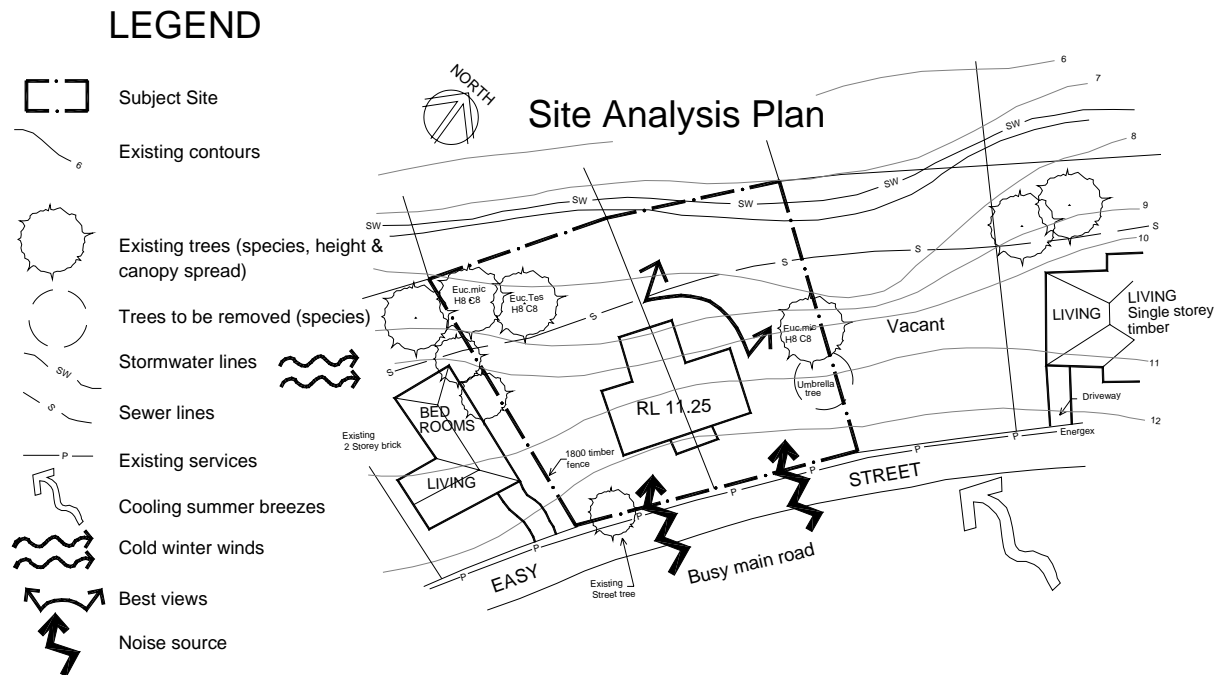 LEGEND
Subject Site
6
Existing contours
Existing trees (species, height &
canopy spread)
Trees to be removed (species)
SW
Stormwater lines
S
Sewer lines
P
Existing services
Cooling summer breezes
Cold winter winds
Best views
Noise source
NORTH
Site Analysis Plan
6
7
8
9
10
11
12
SW
SW
SW
SW
SW
S
S
S
S
S
Euc.mic
H8 C8
Euc.Tes
H8 C8
Euc.mic
H8 C8
Umbrella
tree
Vacant
LIVING
LIVING
Single storey
timber
Driveway
Energex
RL 11.25
BED
ROOMS
Existing
2 Storey brick
LIVING
1800 timber
fence
P
P
P
P
P
P
P
P
EASY
STREET
Busy main road
Existing
Street tree